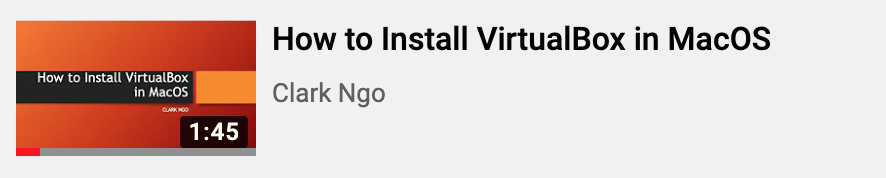 How to Install VirtualBox
in MacOS
CLARK NGO
1:45
How to Install VirtualBox in MacOS
Clark Ngo